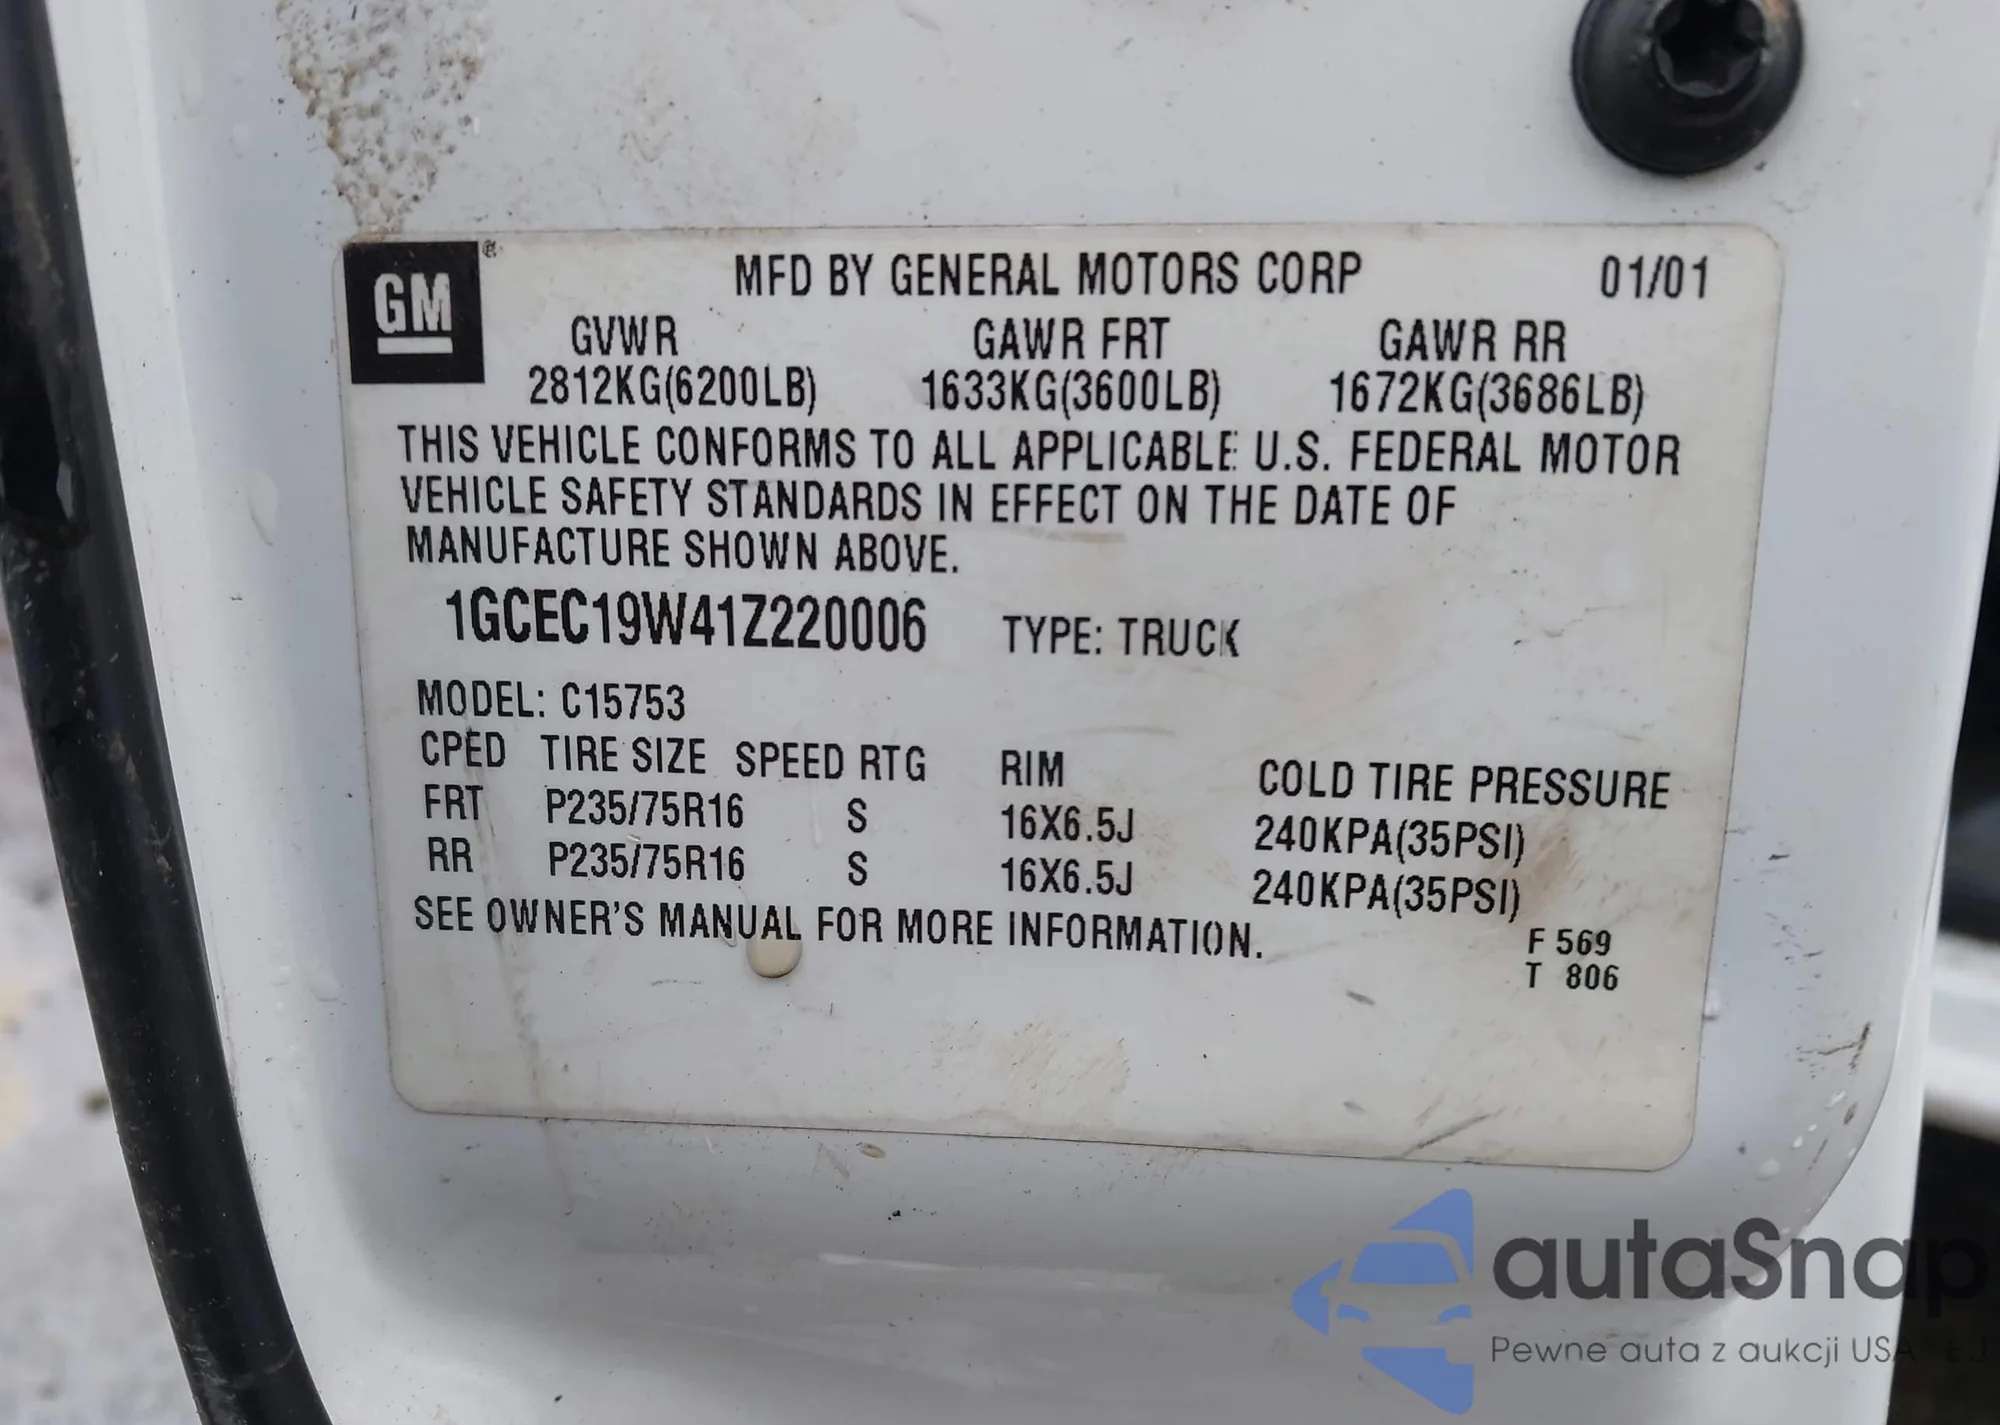 GM ®
MFD BY GENERAL MOTORS CORP 01/01
GVWR GAWR FRT GAWR RR
2812KG(6200LB) 1633KG(3600LB) 1672KG(3686LB)
THIS VEHICLE CONFORMS TO ALL APPLICABLE U.S. FEDERAL MOTOR
VEHICLE SAFETY STANDARDS IN EFFECT ON THE DATE OF
MANUFACTURE SHOWN ABOVE.
1GCEC19W41Z220006 TYPE: TRUCK
MODEL: C15753
CPED TIRE SIZE SPEED RTG RIM COLD TIRE PRESSURE
FRT P235/75R16 S 16X6.5J 240KPA(35PSI)
RR P235/75R16 S 16X6.5J 240KPA(35PSI)
SEE OWNER'S MANUAL FOR MORE INFORMATION.
F 569
T 806
autaSnap
Pewne auta z aukcji USA